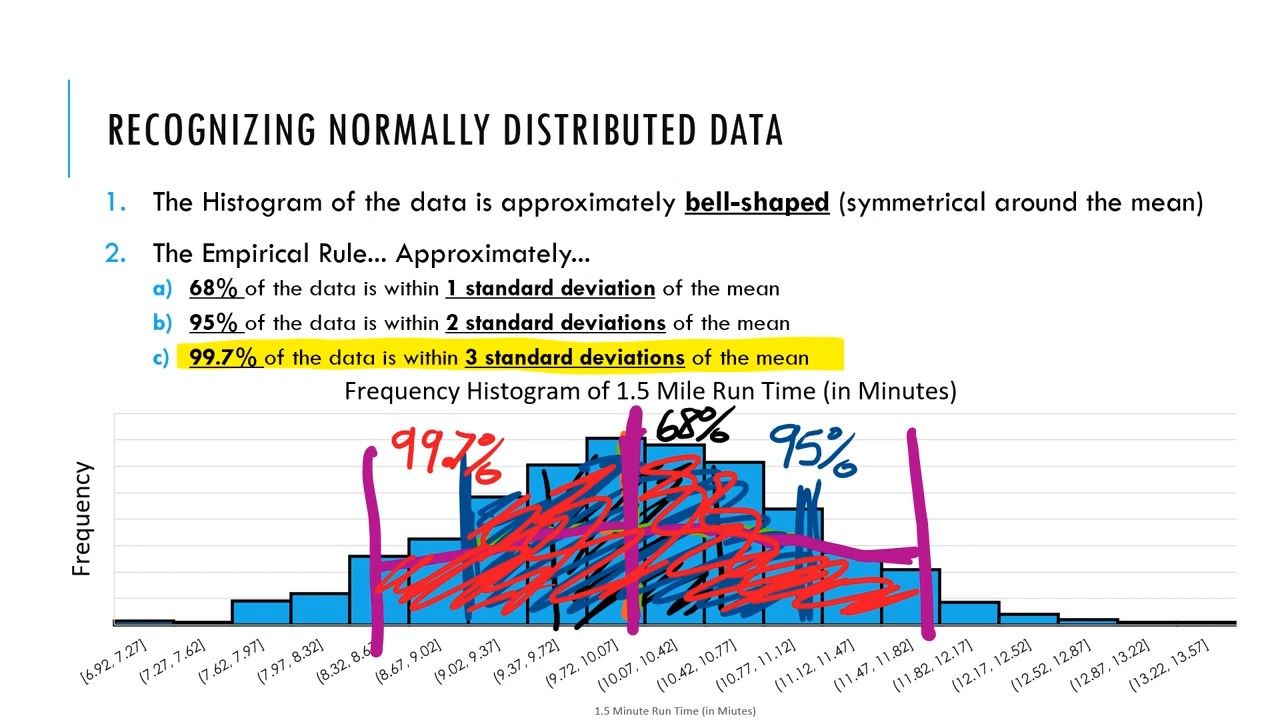 RECOGNIZING NORMALLY DISTRIBUTED DATA
1. The Histogram of the data is approximately bell-shaped (symmetrical around the mean)
2. The Empirical Rule... Approximately...
a) 68% of the data is within 1 standard deviation of the mean
b) 95% of the data is within 2 standard deviations of the mean
c) 99.7% of the data is within 3 standard deviations of the mean
Frequency Histogram of 1.5 Mile Run Time (in Minutes)
99.7% 68% 95%
Frequency
[6.92, 7.27] (7.27, 7.62] (7.62, 7.97] (7.97, 8.32] (8.32, (8.67, 9.02] (9.02, 9.37] (9.37, 9.72] (9.72, 10.07] (10.07, 10.42] (10.42, 10.77] (10.77, 11.12] (11.12, 11.47] (11.47, 11.82] (11.82, 12.17] (12.17, 12.52] (12.52, 12.87] (12.87, 13.22] (13.22, 13.57]
1.5 Minute Run Time (in Miutes)